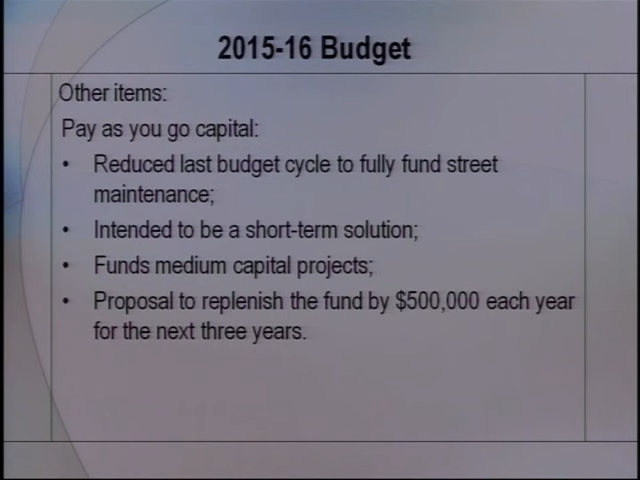 2015-16 Budget
Other items:
Pay as you go capital:
• Reduced last budget cycle to fully fund street
maintenance;
• Intended to be a short-term solution;
• Funds medium capital projects;
• Proposal to replenish the fund by $500,000 each year
for the next three years.